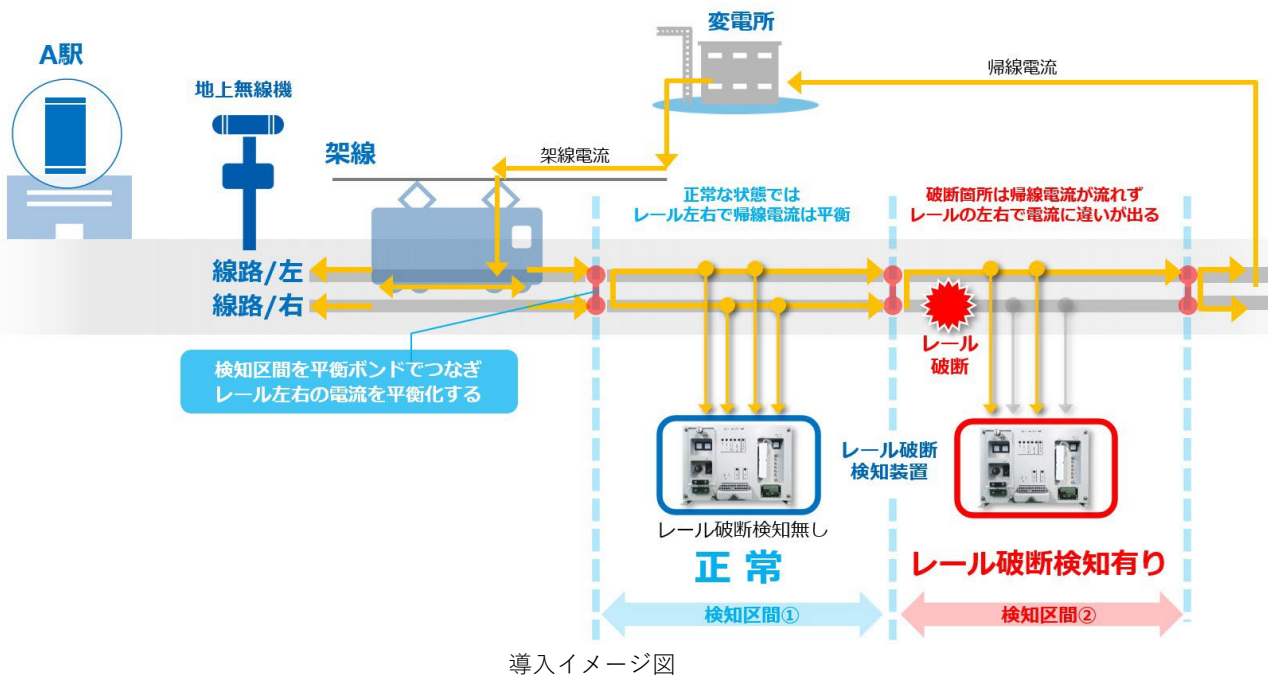 変電所
A駅
帰線電流
地上無線機
架線
架線電流
正常な状態では
レール左右で帰線電流は平衡
破断箇所は帰線電流が流れず
レールの左右で電流に違いが出る
線路/左
線路/右
レール
破断
検知区間を平衡ボンドでつなぎ
レール左右の電流を平衡化する
レール破断
検知装置
レール破断検知無し
正常
レール破断検知有り
検知区間①
検知区間②
導入イメージ図